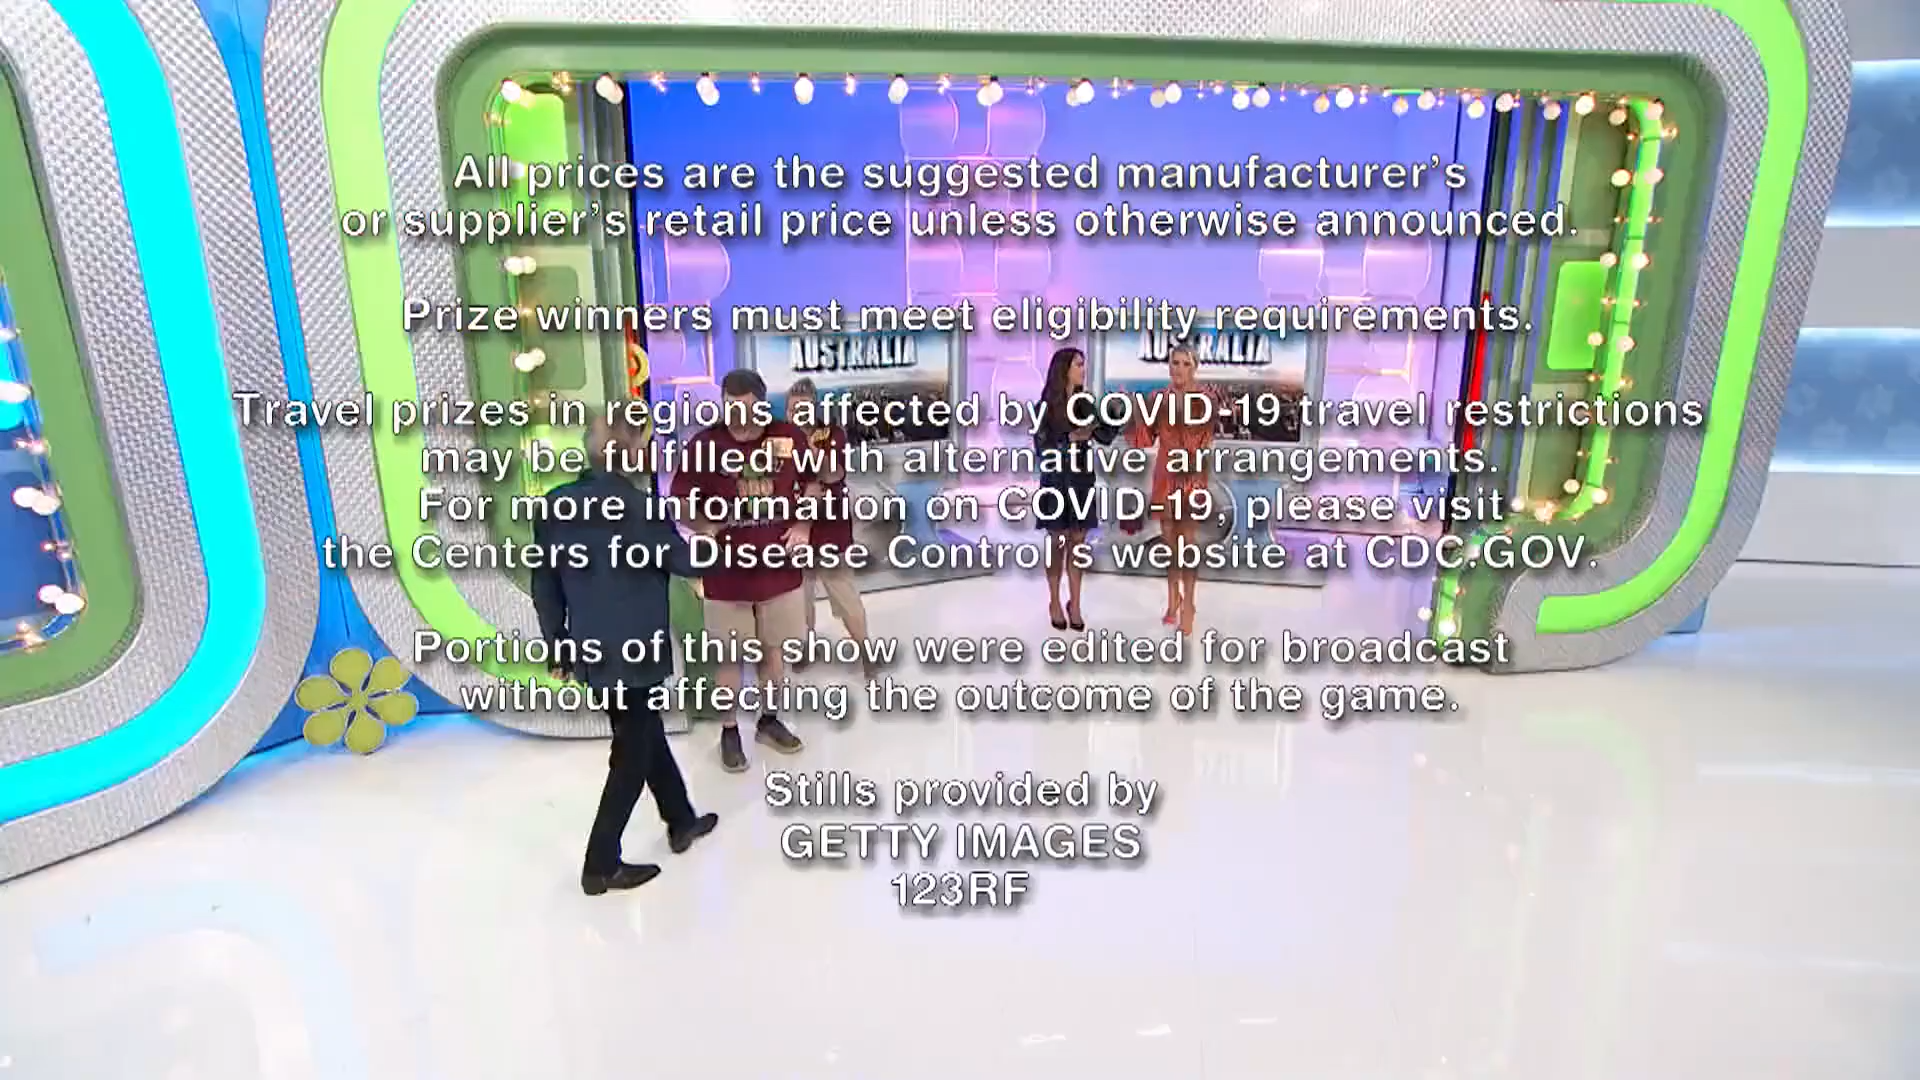 AUSTRALIA
AUSTRALIA
All prices are the suggested manufacturer's
or supplier's retail price unless otherwise announced.
Prize winners must meet eligibility requirements.
Travel prizes in regions affected by COVID-19 travel restrictions
may be fulfilled with alternative arrangements.
For more information on COVID-19, please visit
the Centers for Disease Control's website at CDC.GOV.
Portions of this show were edited for broadcast
without affecting the outcome of the game.
Stills provided by
GETTY IMAGES
123RF